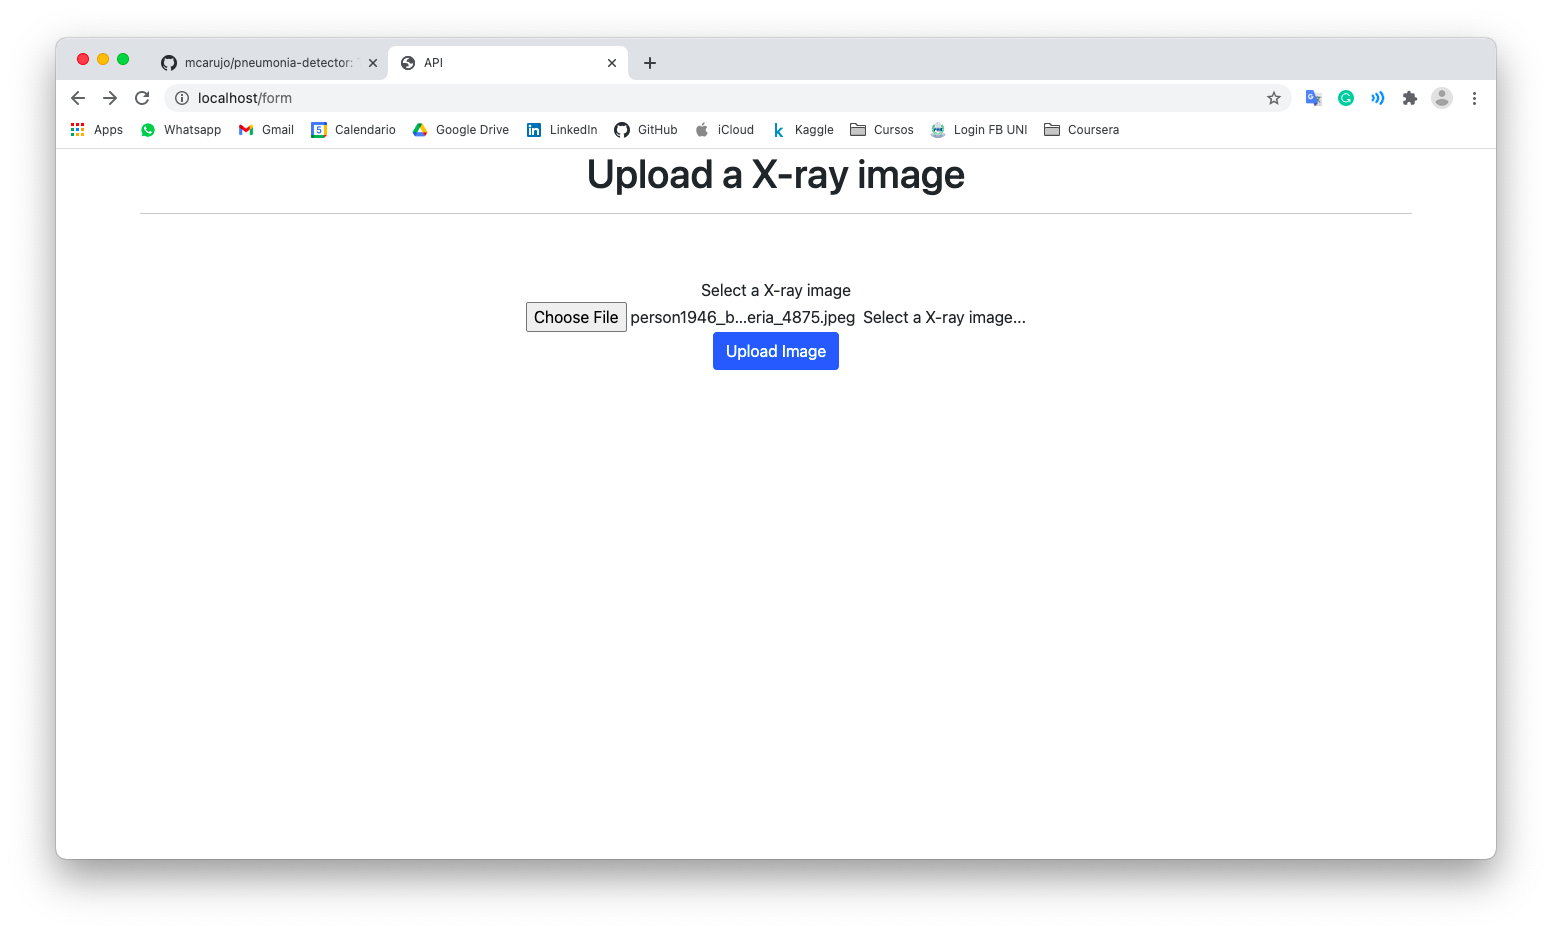 mcarujo/pneumonia-detector:
API
localhost/form
Apps Whatsapp Gmail 5 Calendario Google Drive LinkedIn GitHub iCloud Kaggle Cursos Login FB UNI Coursera
Upload a X-ray image
Select a X-ray image
Choose File person1946_b...eria_4875.jpeg Select a X-ray image...
Upload Image